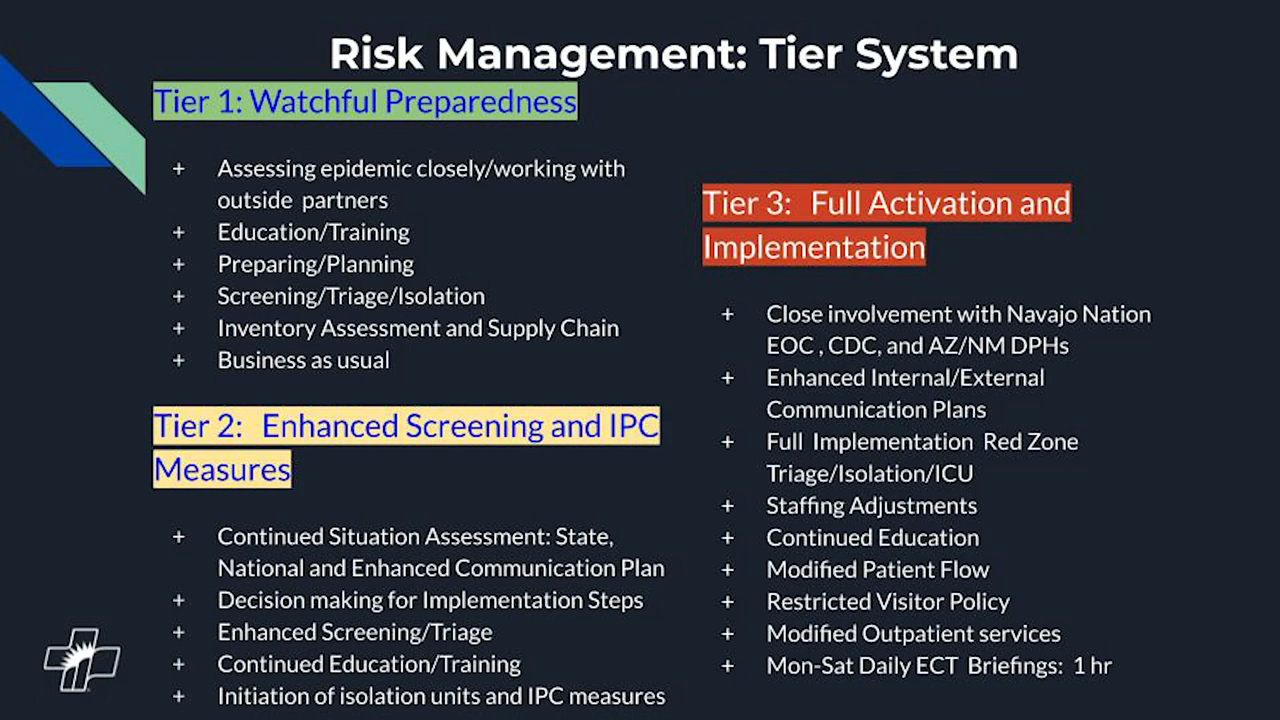 Risk Management: Tier System
Tier 1: Watchful Preparedness
+ Assessing epidemic closely/working with
outside partners
+ Education/Training
+ Preparing/Planning
+ Screening/Triage/Isolation
+ Inventory Assessment and Supply Chain
+ Business as usual
Tier 2: Enhanced Screening and IPC
Measures
+ Continued Situation Assessment: State,
National and Enhanced Communication Plan
+ Decision making for Implementation Steps
+ Enhanced Screening/Triage
+ Continued Education/Training
+ Initiation of isolation units and IPC measures
Tier 3: Full Activation and
Implementation
+ Close involvement with Navajo Nation
EOC , CDC, and AZ/NM DPHs
+ Enhanced Internal/External
Communication Plans
+ Full Implementation Red Zone
Triage/Isolation/ICU
+ Staffing Adjustments
+ Continued Education
+ Modified Patient Flow
+ Restricted Visitor Policy
+ Modified Outpatient services
+ Mon-Sat Daily ECT Briefings: 1 hr